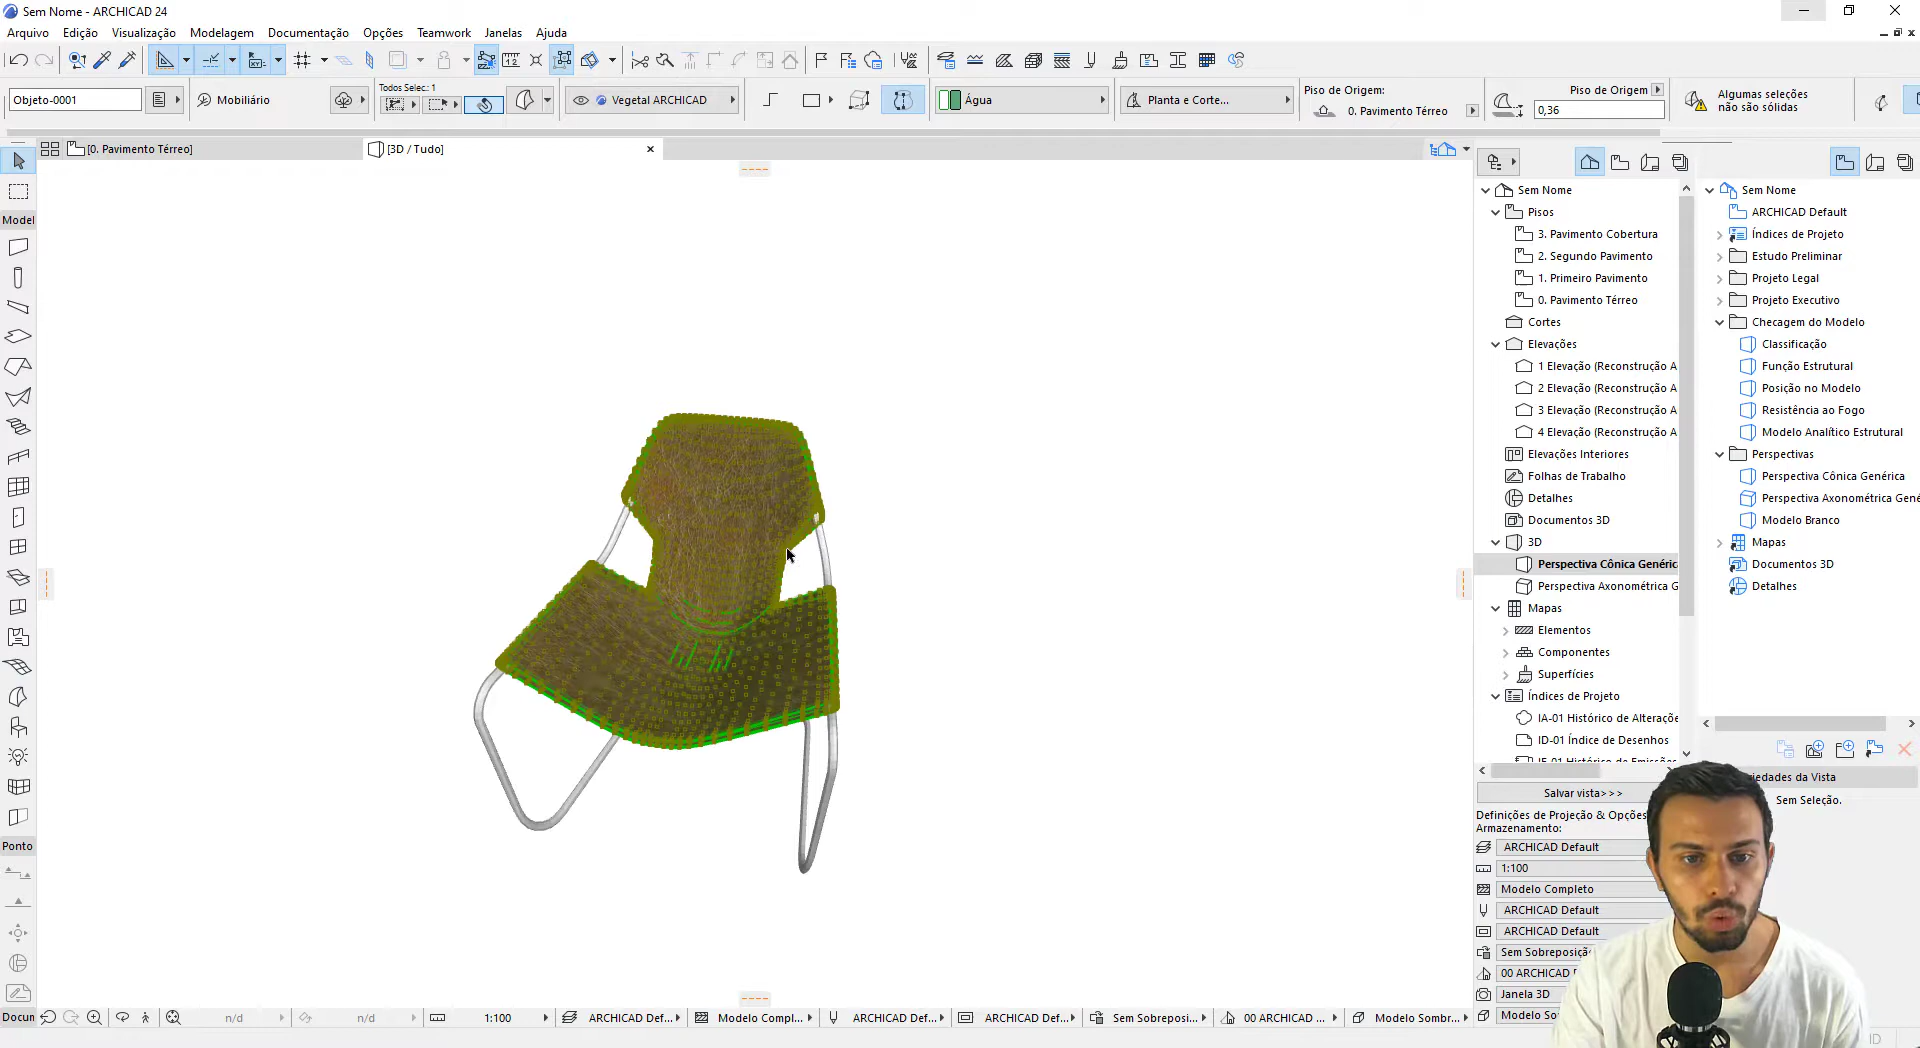 Sem Nome - ARCHICAD 24
Arquivo Edição Visualização Modelagem Documentação Opções Teamwork Janelas Ajuda
Todos Selec.: 1
Objeto-0001
Mobiliário
Vegetal ARCHICAD
Água
Planta e Corte...
Piso de Origem:
0. Pavimento Térreo
Piso de Origem
0,36
Algumas seleções
não são sólidas
[0. Pavimento Térreo]
[3D / Tudo]
Model
Ponto
Docum
Sem Nome
Pisos
3. Pavimento Cobertura
2. Segundo Pavimento
1. Primeiro Pavimento
0. Pavimento Térreo
Cortes
Elevações
1 Elevação (Reconstrução A
2 Elevação (Reconstrução A
3 Elevação (Reconstrução A
4 Elevação (Reconstrução A
Elevações Interiores
Folhas de Trabalho
Detalhes
Documentos 3D
3D
Perspectiva Cônica Genéric
Perspectiva Axonométrica G
Mapas
Elementos
Componentes
Superfícies
Índices de Projeto
IA-01 Histórico de Alteraçõe
ID-01 Índice de Desenhos
Sem Nome
ARCHICAD Default
Índices de Projeto
Estudo Preliminar
Projeto Legal
Projeto Executivo
Checagem do Modelo
Classificação
Função Estrutural
Posição no Modelo
Resistência ao Fogo
Modelo Analítico Estrutural
Perspectivas
Perspectiva Cônica Genérica
Perspectiva Axonométrica Gené
Modelo Branco
Mapas
Documentos 3D
Detalhes
Salvar vista>>>
iedades da Vista
Sem Seleção.
Definições de Projeção & Opções
Armazenamento:
ARCHICAD Default
1:100
Modelo Completo
ARCHICAD Default
ARCHICAD Default
Sem Sobreposiçã
00 ARCHICAD
Janela 3D
Modelo So
n/d n/d 1:100 ARCHICAD Def... Modelo Compl... ARCHICAD Def... ARCHICAD Def... Sem Sobreposi... 00 ARCHICAD ... Modelo Sombr...
ID